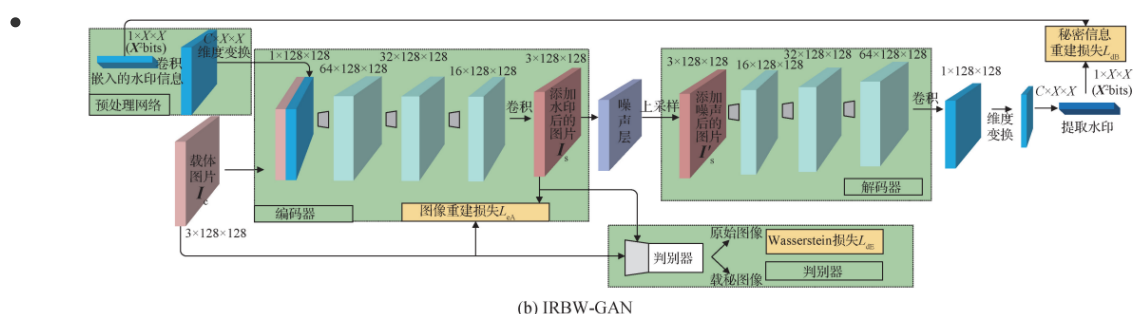 1×X×X
(X²bits)
卷积
嵌入的水印信息
预处理网络
C×X×X
维度变换
1×128×128
64×128×128
32×128×128
16×128×128
卷积
3×128×128
添加
水印
后的
图片
I_s
编码器
载体
图片
I_c
3×128×128
图像重建损失L_eA
噪声层
上采样
3×128×128
添加
噪声
后的
图片
I'_s
16×128×128
32×128×128
64×128×128
解码器
卷积
1×128×128
维度
变换
C×X×X
1×X×X
(X²bits)
提取水印
秘密信息
重建损失L_dB
判别器
原始图像
载秘图像
Wasserstein损失L_dE
判别器
(b) IRBW-GAN